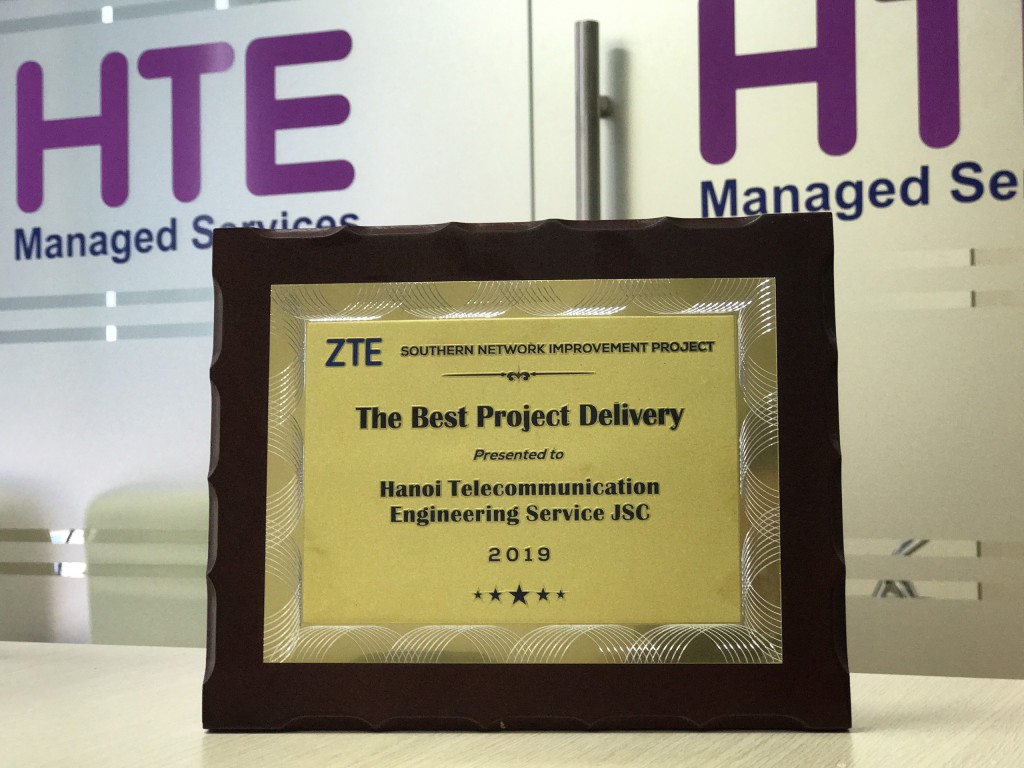 HTE
Managed Services
HT
Managed Se
ZTE SOUTHERN NETWORK IMPROVEMENT PROJECT
The Best Project Delivery
Presented to
Hanoi Telecommunication
Engineering Service JSC
2019